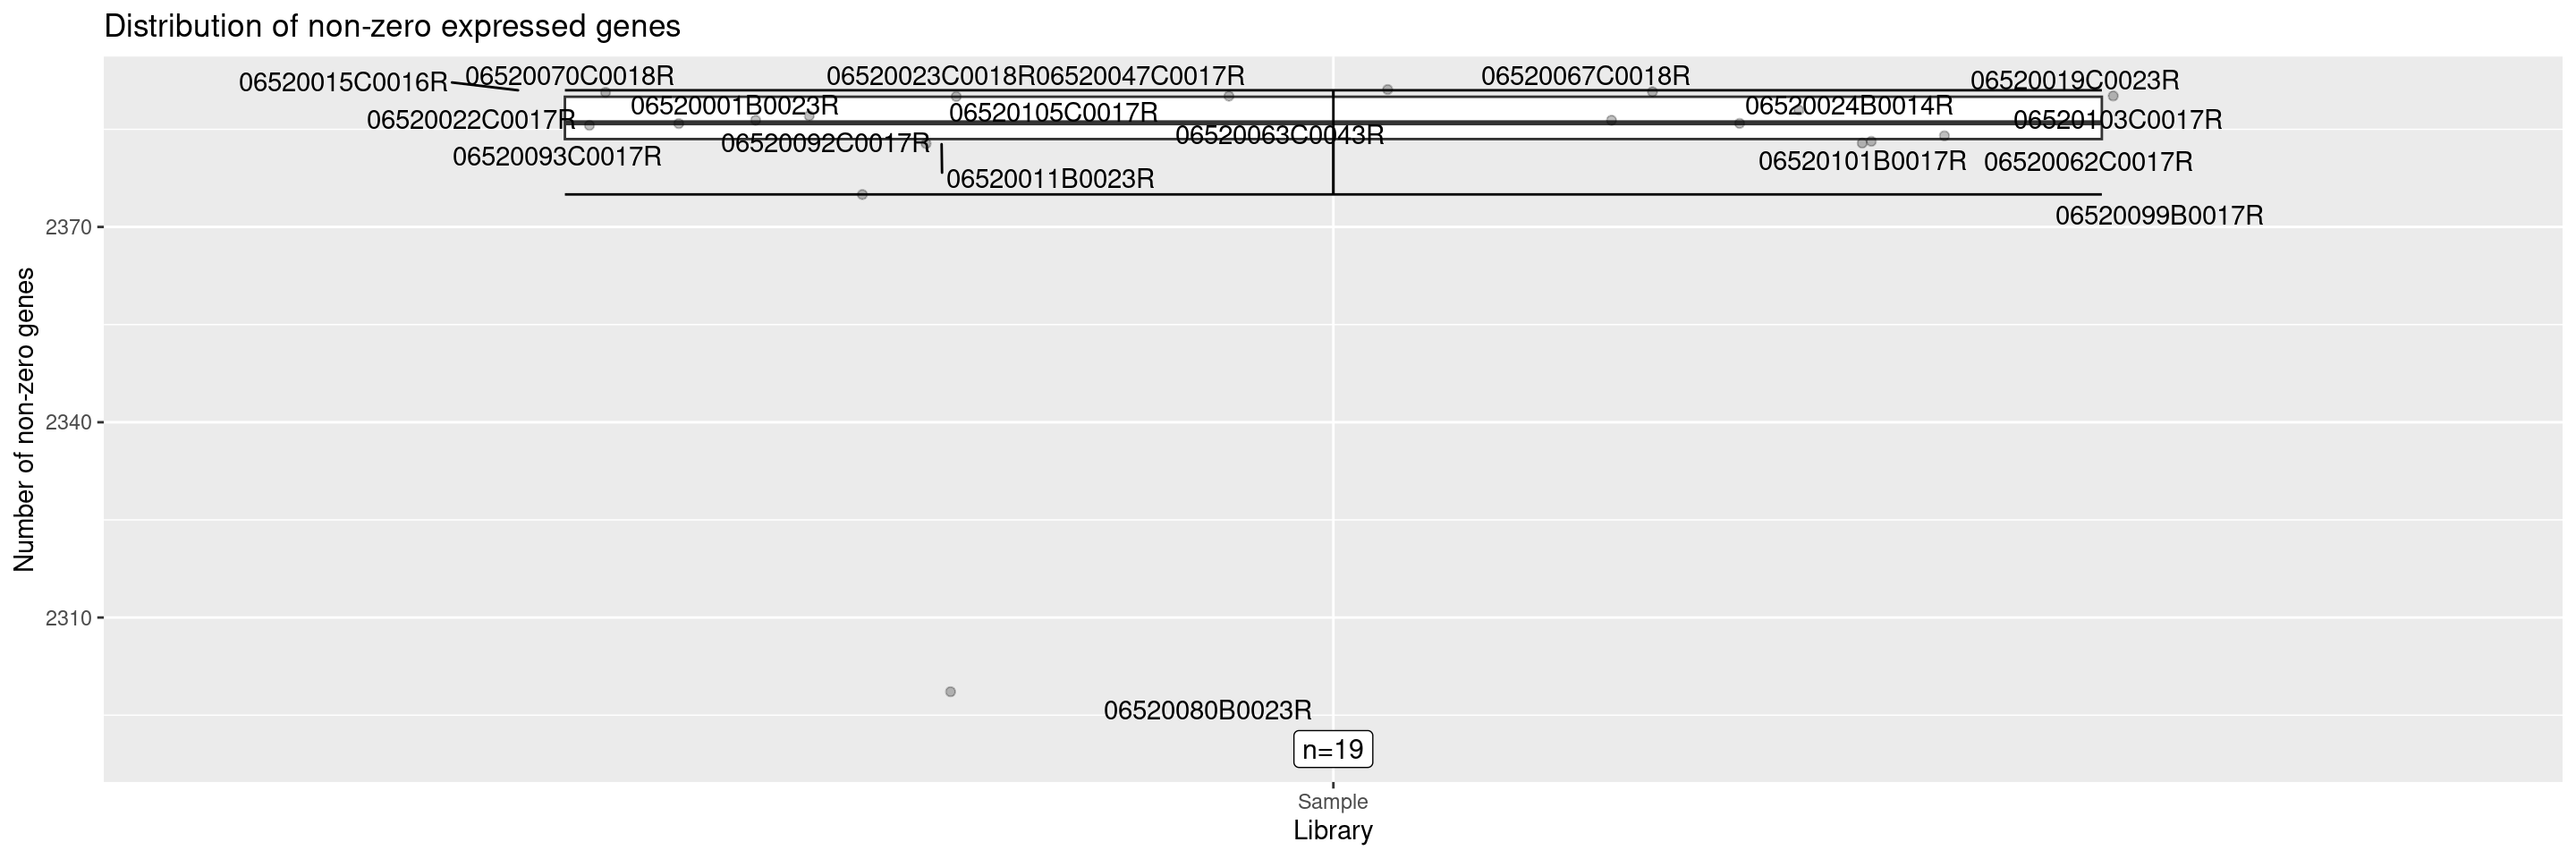 Distribution of non-zero expressed genes
06520015C0016R
06520070C0018R
06520023C0018R
06520047C0017R
06520067C0018R
06520019C0023R
06520022C0017R
06520001B0023R
06520105C0017R
06520024B0014R
06520103C0017R
06520093C0017R
06520092C0017R
06520063C0043R
06520101B0017R
06520062C0017R
06520011B0023R
06520099B0017R
2370
2340
2310
Number of non-zero genes
06520080B0023R
n=19
Sample
Library